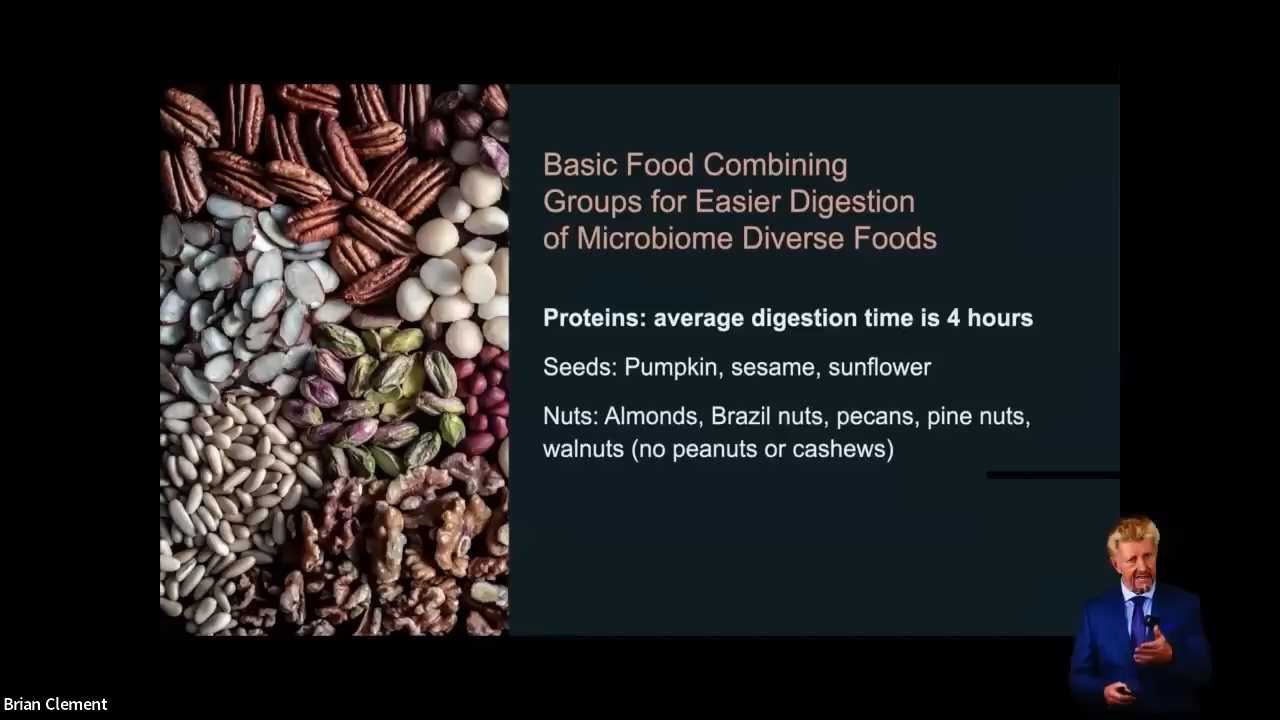 Basic Food Combining
Groups for Easier Digestion
of Microbiome Diverse Foods
Proteins: average digestion time is 4 hours
Seeds: Pumpkin, sesame, sunflower
Nuts: Almonds, Brazil nuts, pecans, pine nuts,
walnuts (no peanuts or cashews)
Brian Clement